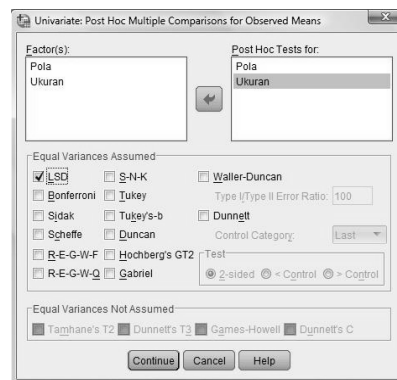 Univariate: Post Hoc Multiple Comparisons for Observed Means
Factor(s):
Pola
Ukuran
Post Hoc Tests for:
Pola
Ukuran
Equal Variances Assumed
LSD S-N-K Waller-Duncan
Bonferroni Tukey Type I/Type II Error Ratio: 100
Sidak Tukey's-b Dunnett
Scheffe Duncan Control Category: Last
R-E-G-W-F Hochberg's GT2 Test
R-E-G-W-Q Gabriel 2-sided < Control > Control
Equal Variances Not Assumed
Tamhane's T2 Dunnett's T3 Games-Howell Dunnett's C
Continue Cancel Help